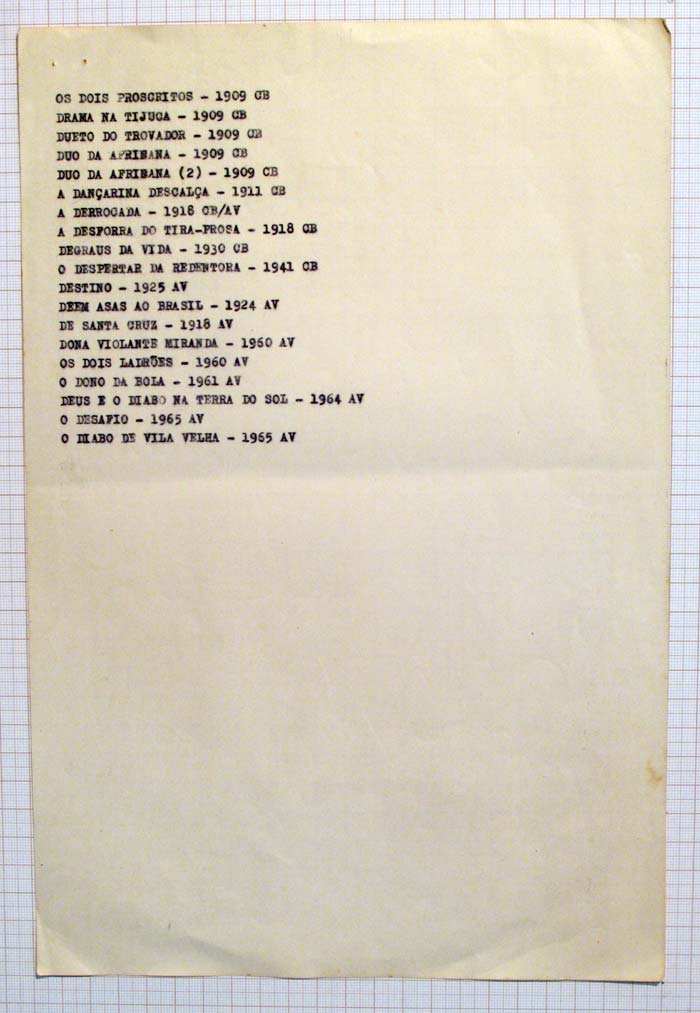 OS DOIS PROSCRITOS - 1909 CB
DRAMA NA TIJUCA - 1909 CB
DUETO DO TROVADOR - 1909 CB
DUO DA AFRISANA - 1909 CB
DUO DA AFRISANA (2) - 1909 CB
A DANÇARINA DESCALÇA - 1911 CB
A DERROCADA - 1918 CB/AV
A DESFORRA DO TIRA-PROSA - 1918 CB
DEGRAUS DA VIDA - 1930 CB
O DESPERTAR DA REDENTORA - 1941 CB
DESTINO - 1925 AV
DÊEM ASAS AO BRASIL - 1924 AV
DE SANTA CRUZ - 1918 AV
DONA VIOLANTE MIRANDA - 1960 AV
OS DOIS LADRÕES - 1960 AV
O DONO DA BOLA - 1961 AV
DEUS E O DIABO NA TERRA DO SOL - 1964 AV
O DESAFIO - 1965 AV
O DIABO DE VILA VELHA - 1965 AV